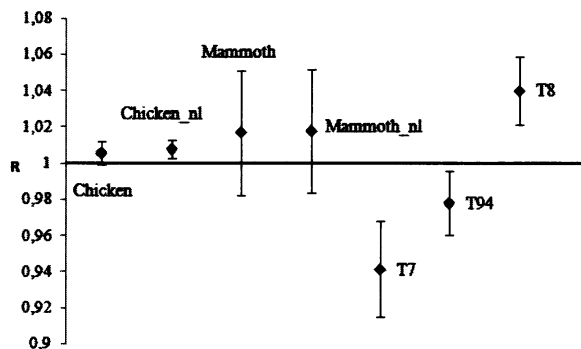 1,08
1,06
Mammoth
1,04
T8
Chicken_nl
1,02
Mammoth_nl
R
1
Chicken
0,98
T94
0,96
0,94
T7
0,92
0,9